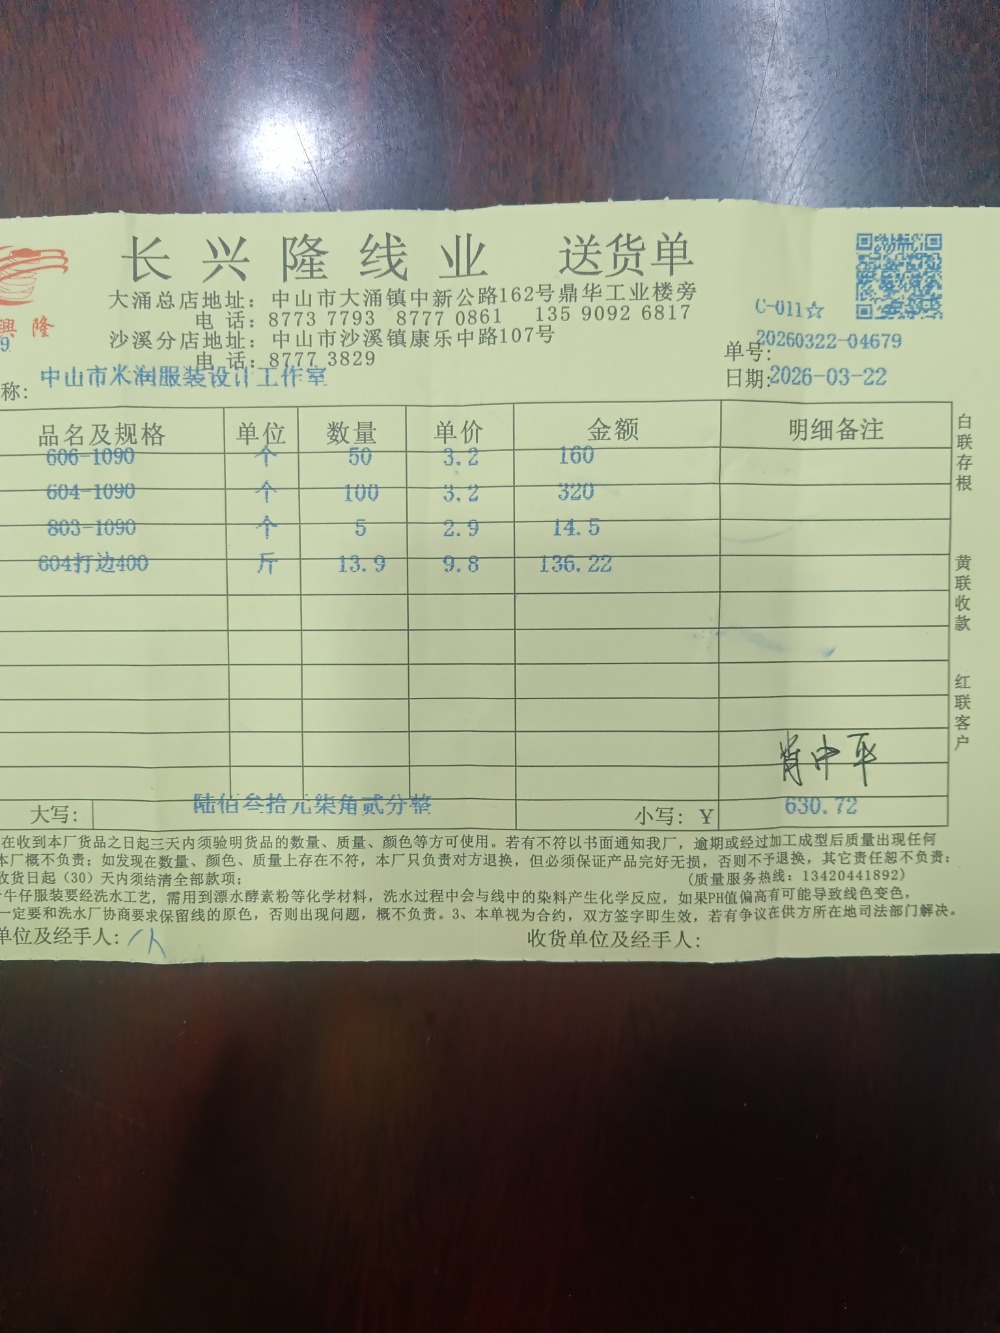 长兴隆线业 送货单
大涌总店地址：中山市大涌镇中新公路162号鼎华工业楼旁
电 话：8773 7793 8777 0861 135 9092 6817
沙溪分店地址：中山市沙溪镇康乐中路107号
电 话：8777 3829
興隆
9
C-011☆
单号：20260322-04679
日期：2026-03-22
称：中山市米润服装设计工作室
品名及规格 单位 数量 单价 金额 明细备注
606-1090 个 50 3.2 160
604-1090 个 100 3.2 320
803-1090 个 5 2.9 14.5
604打边400 斤 13.9 9.8 136.22
白联存根
黄联收款
红联客户
肖中平
大写：陆佰叁拾元柒角贰分整 小写：￥ 630.72
在收到本厂货品之日起三天内须验明货品的数量、质量、颜色等方可使用。若有不符以书面通知我厂，逾期或经过加工成型后质量出现任何
本厂概不负责；如发现在数量、颜色、质量上存在不符，本厂只负责对方退换，但必须保证产品完好无损，否则不予退换，其它责任恕不负责；
收货日起（30）天内须结清全部款项； （质量服务热线：13420441892）
牛仔服装要经洗水工艺，需用到漂水酵素粉等化学材料，洗水过程中会与线中的染料产生化学反应，如果PH值偏高有可能导致线色变色，
一定要和洗水厂协商要求保留线的原色，否则出现问题，概不负责。3、本单视为合约，双方签字即生效，若有争议在供方所在地司法部门解决。
单位及经手人： 收货单位及经手人：